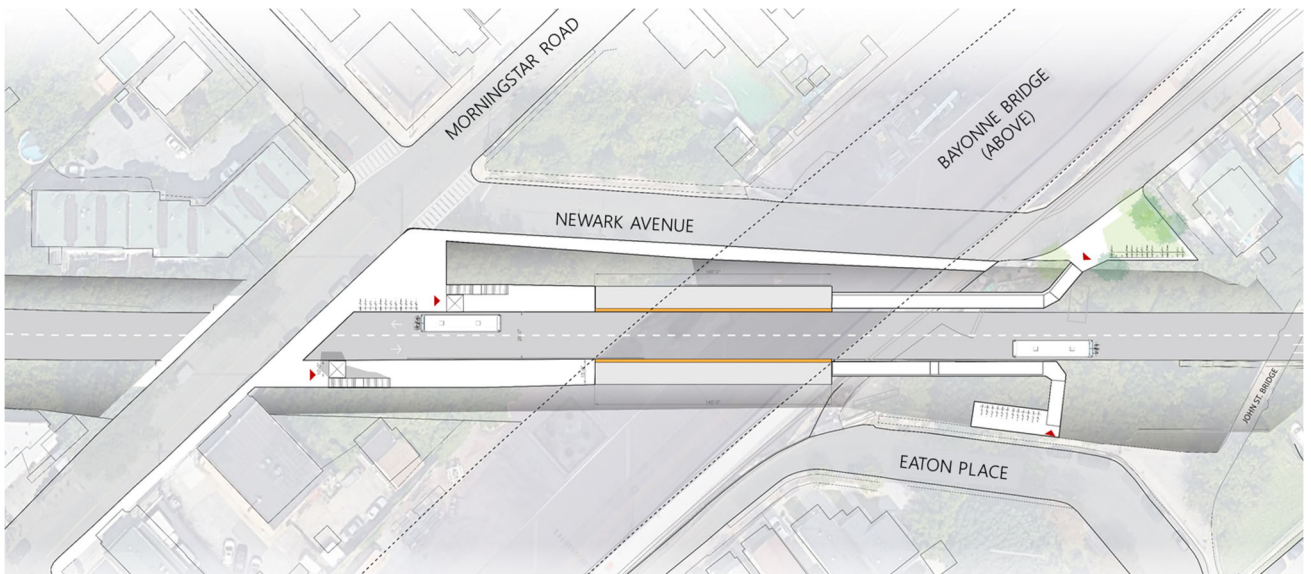 MORNINGSTAR ROAD
BAYONNE BRIDGE
(ABOVE)
NEWARK AVENUE
JOHN ST. BRIDGE
EATON PLACE